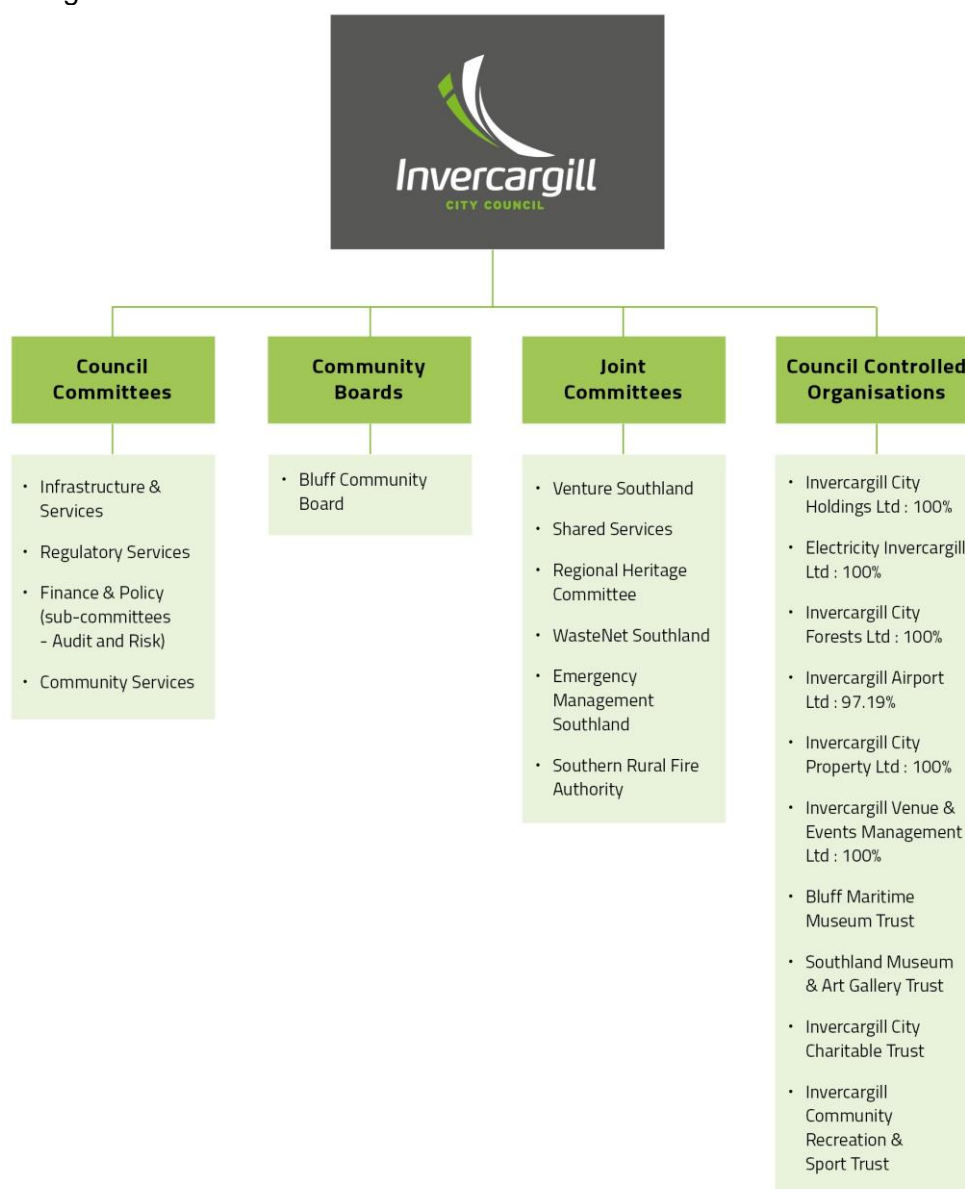 Invercargill
CITY COUNCIL
Council
Committees
• Infrastructure &
Services
• Regulatory Services
• Finance & Policy
(sub-committees
- Audit and Risk)
• Community Services
Community
Boards
• Bluff Community
Board
Joint
Committees
• Venture Southland
• Shared Services
• Regional Heritage
Committee
• WasteNet Southland
• Emergency
Management
Southland
• Southern Rural Fire
Authority
Council Controlled
Organisations
• Invercargill City
Holdings Ltd : 100%
• Electricity Invercargill
Ltd : 100%
• Invercargill City
Forests Ltd : 100%
• Invercargill Airport
Ltd : 97.19%
• Invercargill City
Property Ltd : 100%
• Invercargill Venue &
Events Management
Ltd : 100%
• Bluff Maritime
Museum Trust
• Southland Museum
& Art Gallery Trust
• Invercargill City
Charitable Trust
• Invercargill
Community
Recreation &
Sport Trust